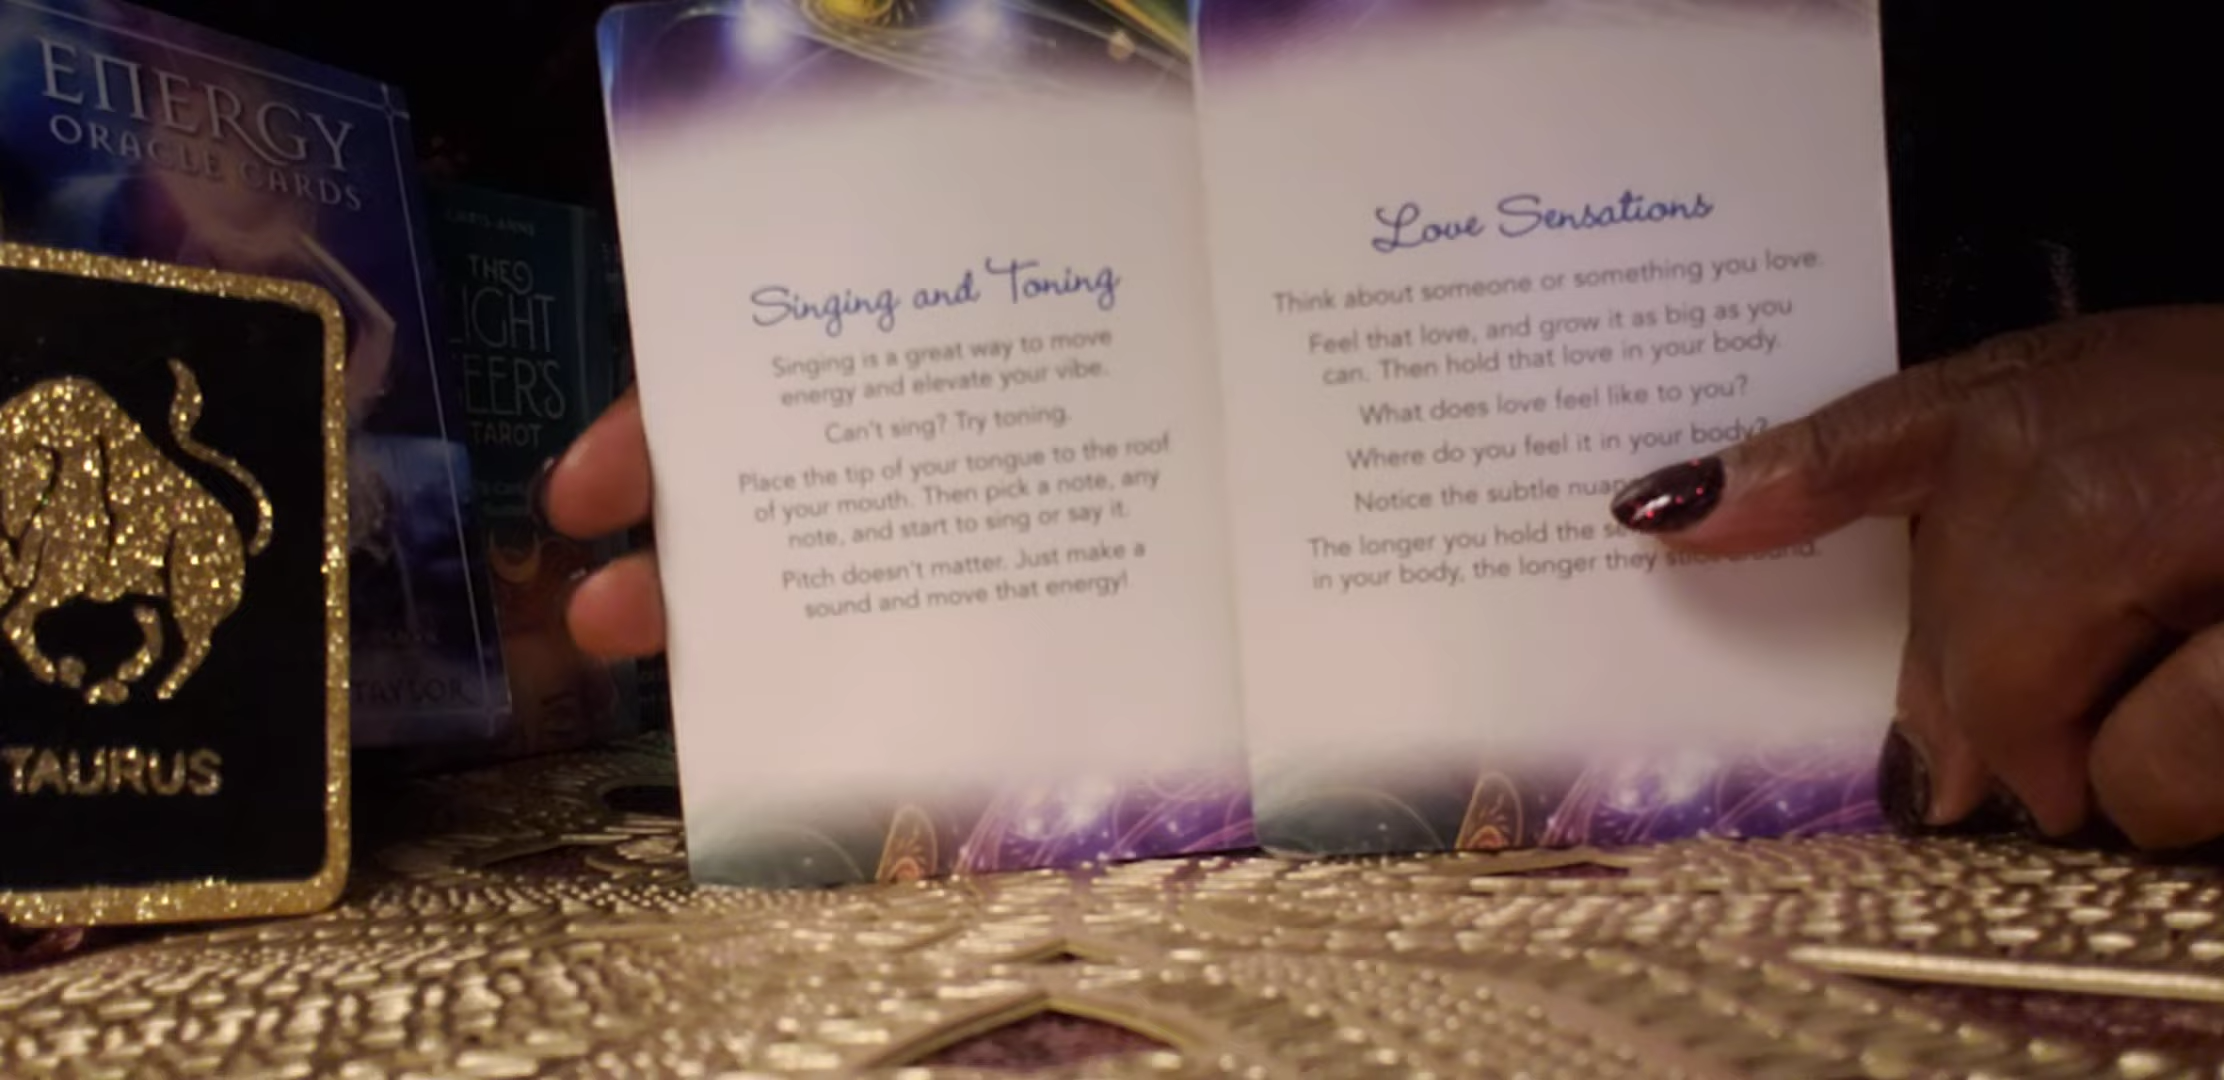 ENERGY
ORACLE CARDS
TAYLOR
TAURUS
CHRIS-ANNE
THE
LIGHT
SEER'S
TAROT
Singing and Toning
Singing is a great way to move
energy and elevate your vibe.
Can't sing? Try toning.
Place the tip of your tongue to the roof
of your mouth. Then pick a note, any
note, and start to sing or say it.
Pitch doesn't matter. Just make a
sound and move that energy!
Love Sensations
Think about someone or something you love.
Feel that love, and grow it as big as you
can. Then hold that love in your body.
What does love feel like to you?
Where do you feel it in your body?
Notice the subtle
The longer you hold the
in your body, the longer they